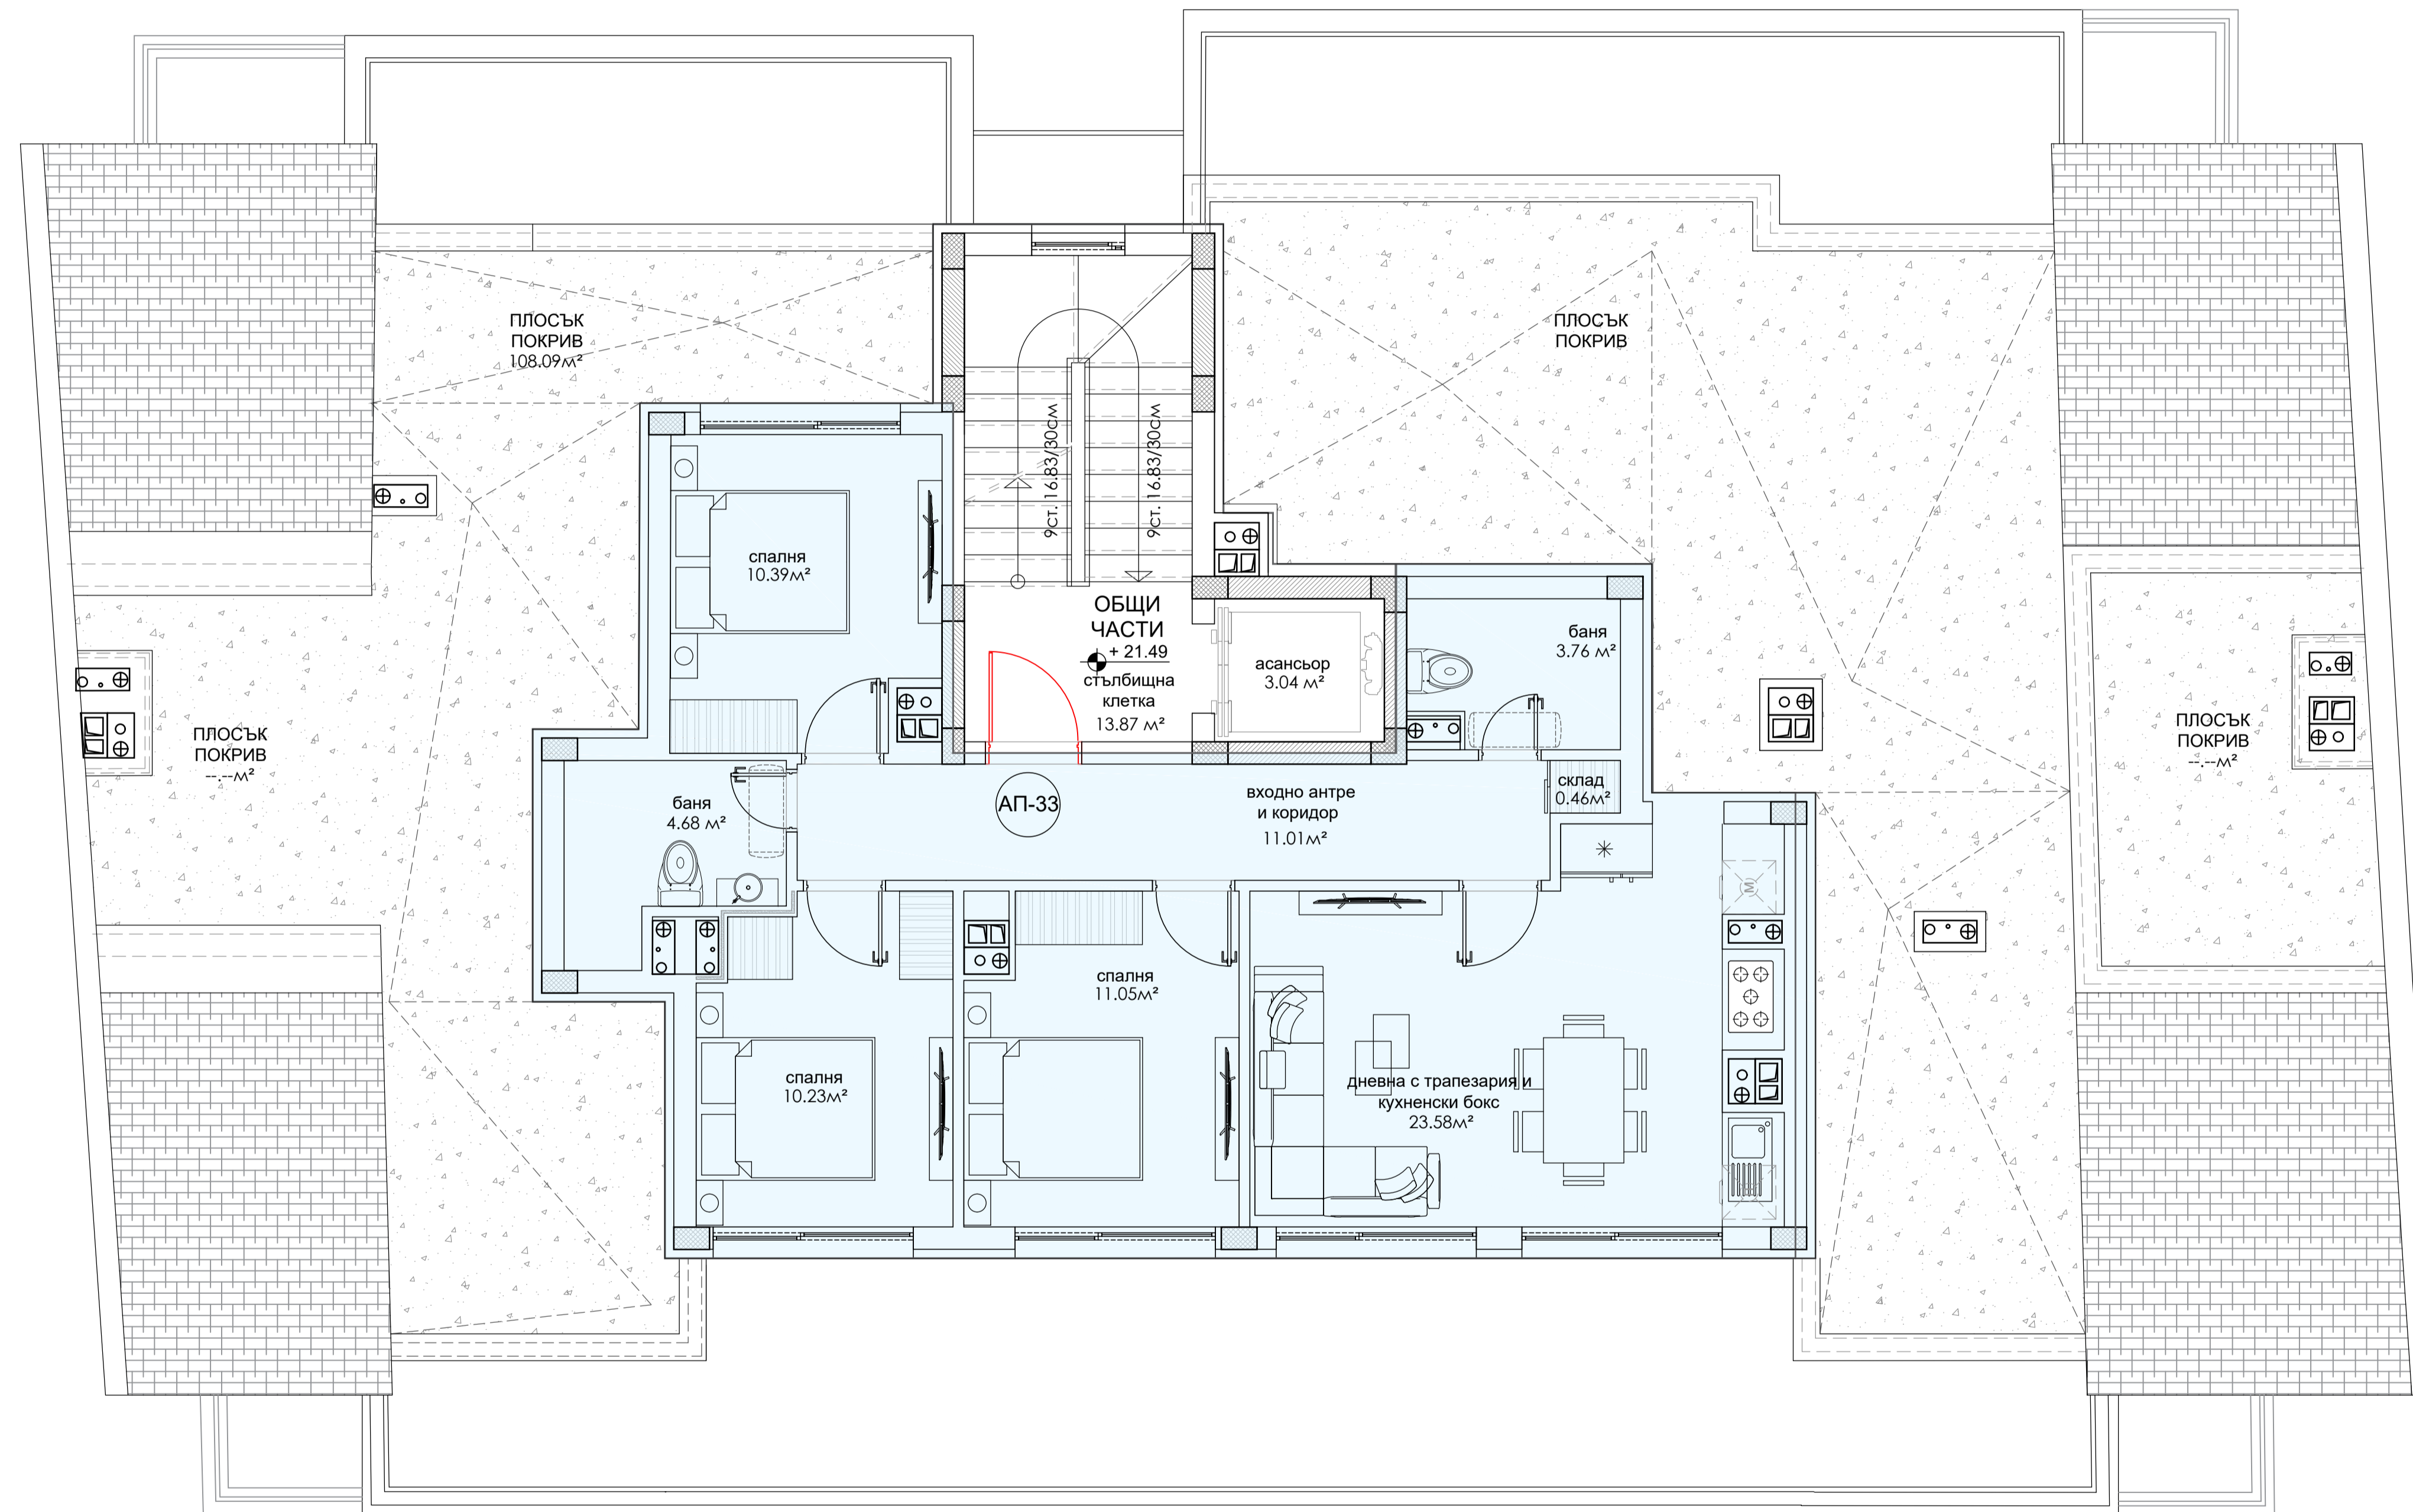 ПЛОСЪК
ПОКРИВ
108.09м²
ПЛОСЪК
ПОКРИВ
9ст. 16.83/30см
9ст. 16.83/30см
спалня
10.39м²
ОБЩИ
ЧАСТИ
+ 21.49
стълбищна
клетка
13.87 м²
асансьор
3.04 м²
баня
3.76 м²
ПЛОСЪК
ПОКРИВ
--.--м²
ПЛОСЪК
ПОКРИВ
--.--м²
баня
4.68 м²
АП-33
входно антре
и коридор
11.01м²
склад
0.46м²
М
спалня
11.05м²
спалня
10.23м²
дневна с трапезария и
кухненски бокс
23.58м²